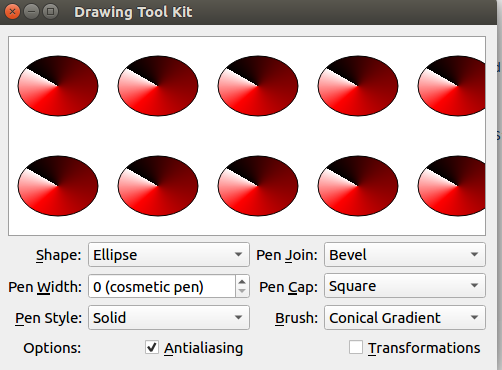 Drawing Tool Kit
Shape: Ellipse Pen Join: Bevel
Pen Width: 0 (cosmetic pen) Pen Cap: Square
Pen Style: Solid Brush: Conical Gradient
Options: Antialiasing Transformations